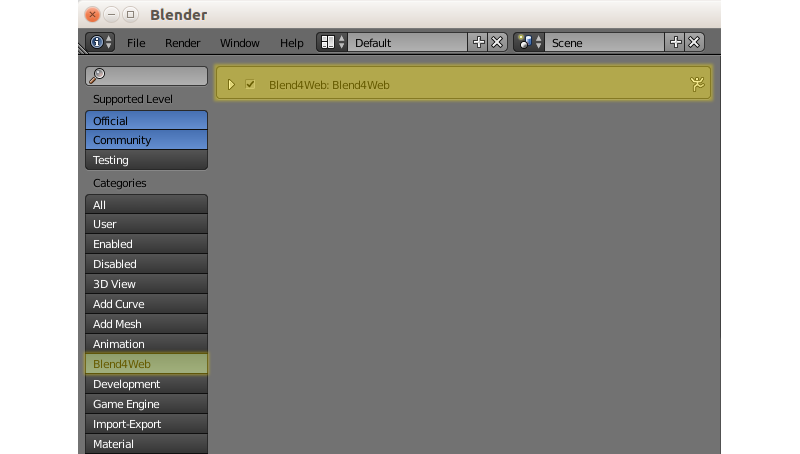 Blender
File Render Window Help Default Scene
Blend4Web: Blend4Web
Supported Level
Official
Community
Testing
Categories
All
User
Enabled
Disabled
3D View
Add Curve
Add Mesh
Animation
Blend4Web
Development
Game Engine
Import-Export
Material